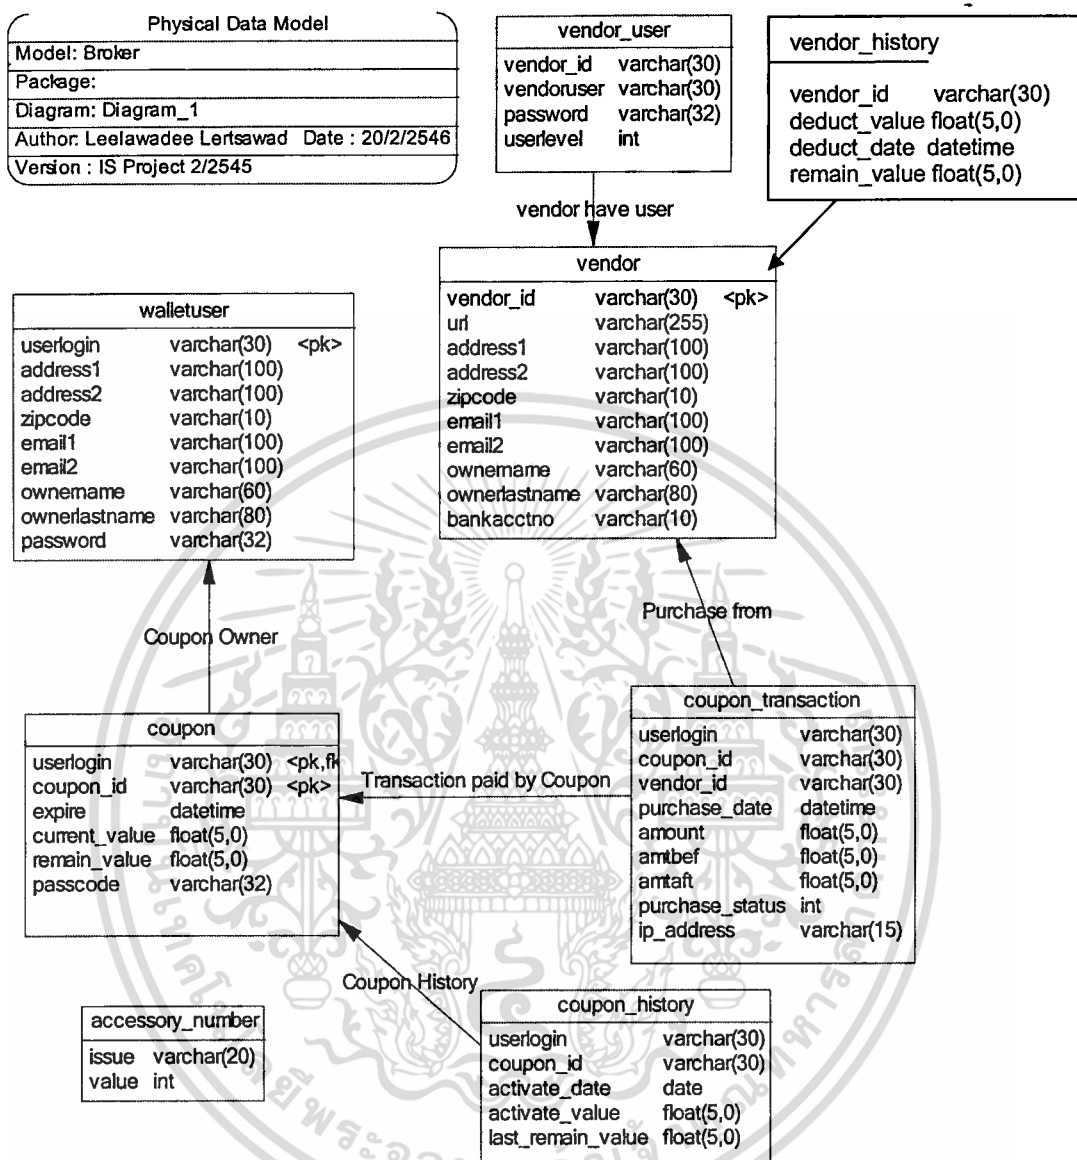 Physical Data Model
Model: Broker
Package:
Diagram: Diagram_1
Author: Leelawadee Lertsawad Date : 20/2/2546
Version : IS Project 2/2545
vendor_user
vendor_id varchar(30)
vendoruser varchar(30)
password varchar(32)
userlevel int
vendor_history
vendor_id varchar(30)
deduct_value float(5,0)
deduct_date datetime
remain_value float(5,0)
vendor have user
vendor
vendor_id varchar(30) <pk>
url varchar(255)
address1 varchar(100)
address2 varchar(100)
zipcode varchar(10)
email1 varchar(100)
email2 varchar(100)
ownername varchar(60)
ownerlastname varchar(80)
bankacctno varchar(10)
walletuser
userlogin varchar(30) <pk>
address1 varchar(100)
address2 varchar(100)
zipcode varchar(10)
email1 varchar(100)
email2 varchar(100)
ownername varchar(60)
ownerlastname varchar(80)
password varchar(32)
Coupon Owner
Purchase from
coupon
userlogin varchar(30) <pk,fk
coupon_id varchar(30) <pk>
expire datetime
current_value float(5,0)
remain_value float(5,0)
passcode varchar(32)
Transaction paid by Coupon
coupon_transaction
userlogin varchar(30)
coupon_id varchar(30)
vendor_id varchar(30)
purchase_date datetime
amount float(5,0)
amtbef float(5,0)
amtaft float(5,0)
purchase_status int
ip_address varchar(15)
Coupon History
accessory_number
issue varchar(20)
value int
coupon_history
userlogin varchar(30)
coupon_id varchar(30)
activate_date date
activate_value float(5,0)
last_remain_value float(5,0)